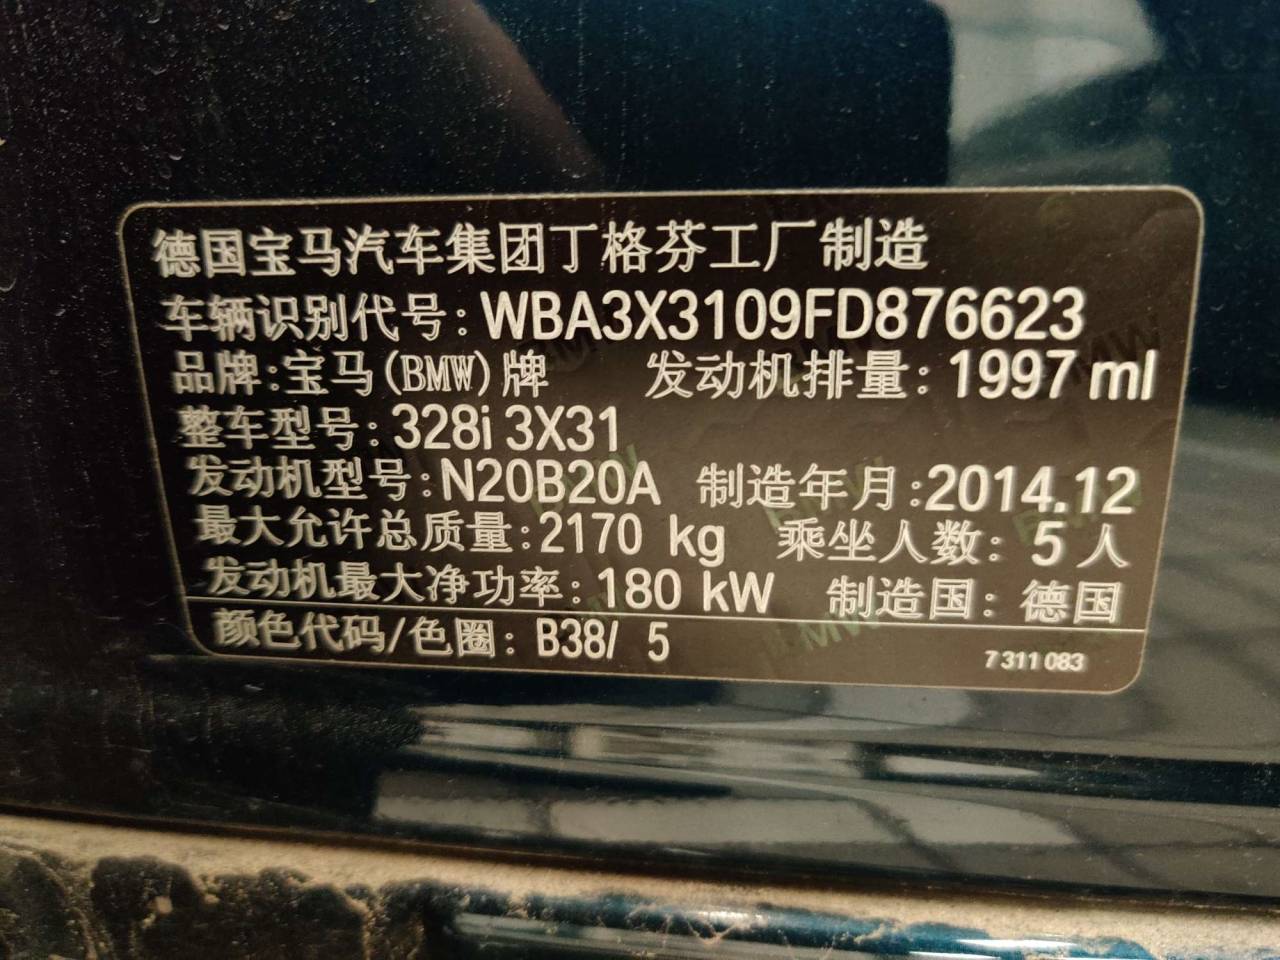 德国宝马汽车集团丁格芬工厂制造
车辆识别代号: WBA3X3109FD876623
品牌:宝马(BMW)牌 发动机排量: 1997 ml
整车型号: 328i 3X31
发动机型号: N20B20A 制造年月:2014.12
最大允许总质量:2170 kg 乘坐人数: 5 人
发动机最大净功率: 180 kW 制造国: 德国
颜色代码/色圈: B38/ 5
7311083